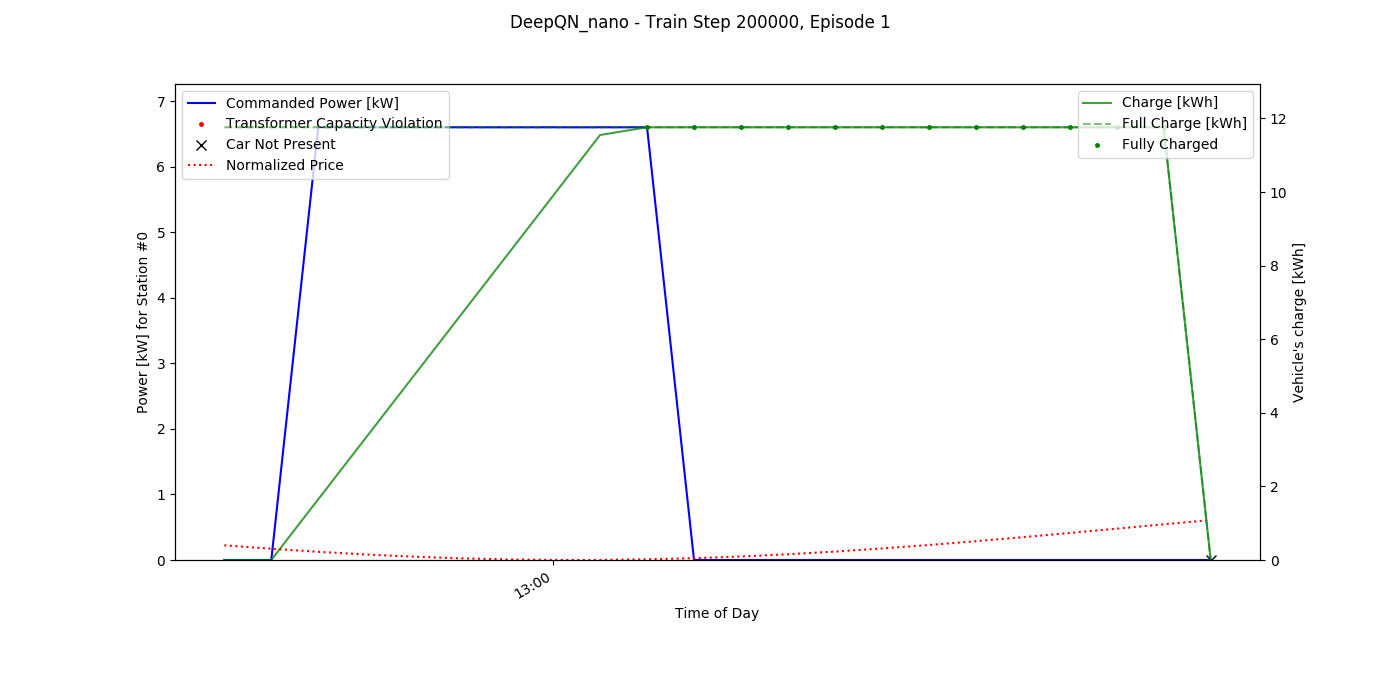 DeepQN_nano - Train Step 200000, Episode 1
Commanded Power [kW]
Transformer Capacity Violation
Car Not Present
Normalized Price
Charge [kWh]
Full Charge [kWh]
Fully Charged
Power [kW] for Station #0
7
6
5
4
3
2
1
0
12
10
8
6
4
2
0
Vehicle's charge [kWh]
13:00
Time of Day